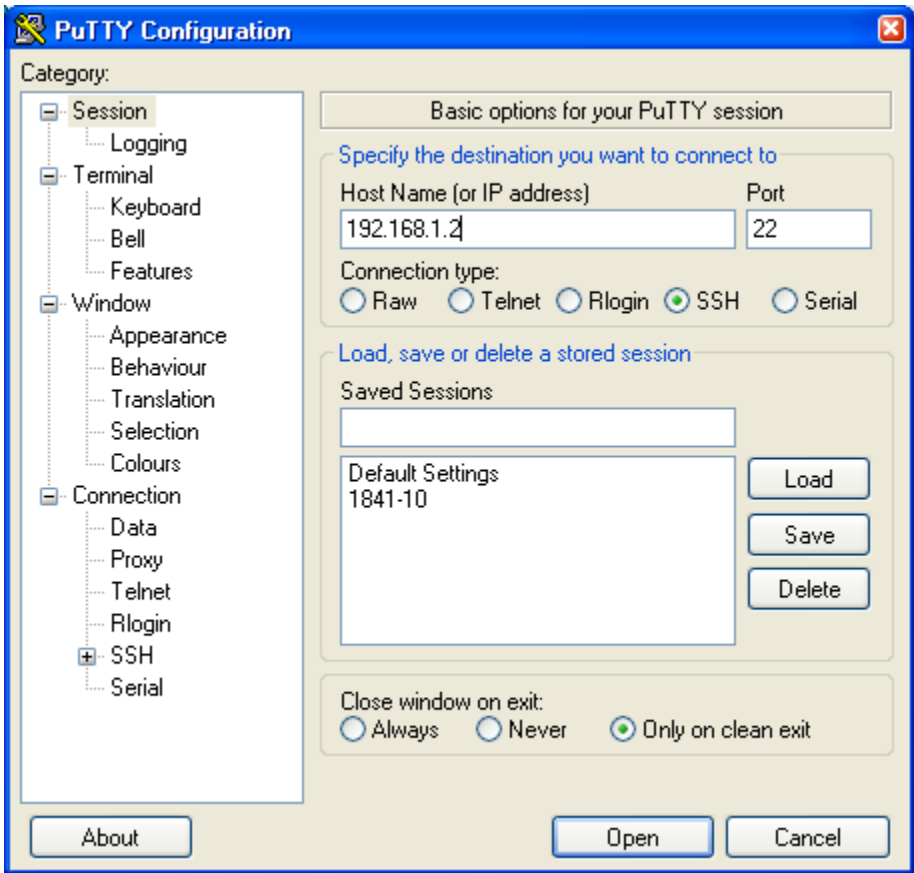 PuTTY Configuration
Category:
Session
Logging
Terminal
Keyboard
Bell
Features
Window
Appearance
Behaviour
Translation
Selection
Colours
Connection
Data
Proxy
Telnet
Rlogin
SSH
Serial
Basic options for your PuTTY session
Specify the destination you want to connect to
Host Name (or IP address) Port
192.168.1.2 22
Connection type:
Raw Telnet Rlogin SSH Serial
Load, save or delete a stored session
Saved Sessions
Default Settings
1841-10
Load
Save
Delete
Close window on exit:
Always Never Only on clean exit
About Open Cancel